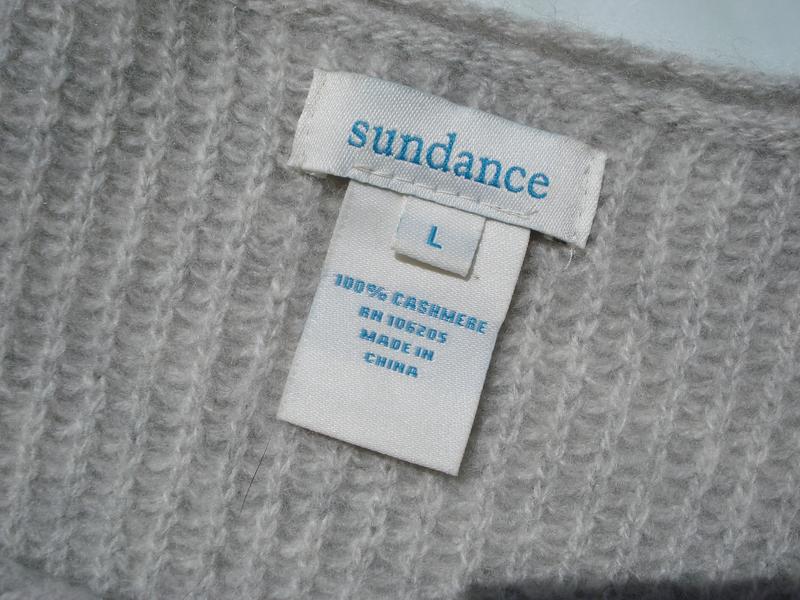 sundance
L
100% CASHMERE
RN 106205
MADE IN
CHINA